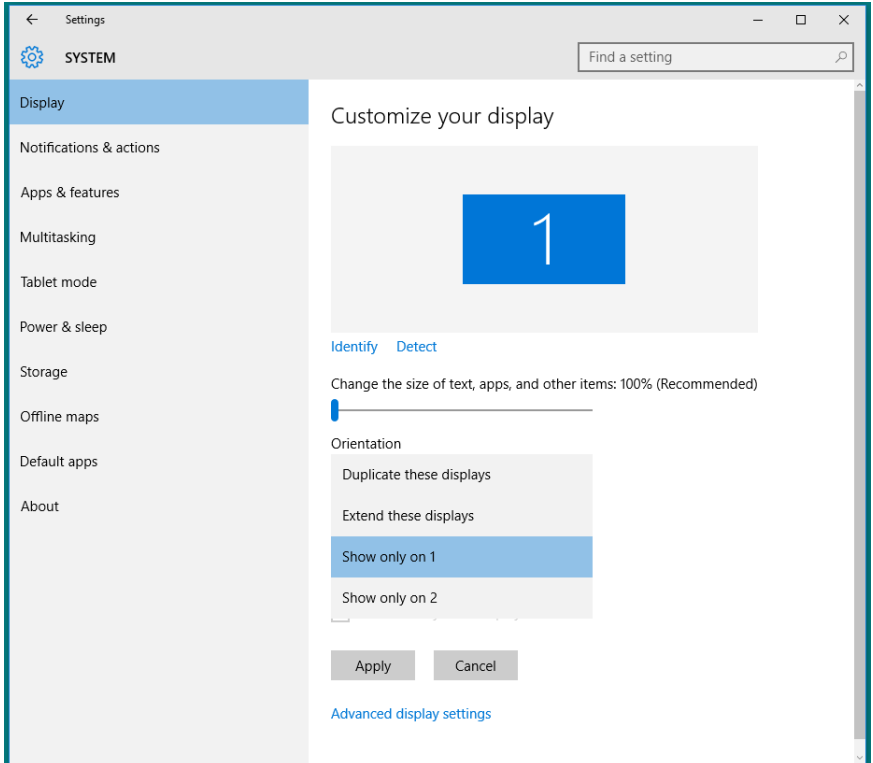 Settings
SYSTEM
Find a setting
Display
Notifications & actions
Apps & features
Multitasking
Tablet mode
Power & sleep
Storage
Offline maps
Default apps
About
Customize your display
1
Identify Detect
Change the size of text, apps, and other items: 100% (Recommended)
Orientation
Duplicate these displays
Extend these displays
Show only on 1
Show only on 2
Apply Cancel
Advanced display settings